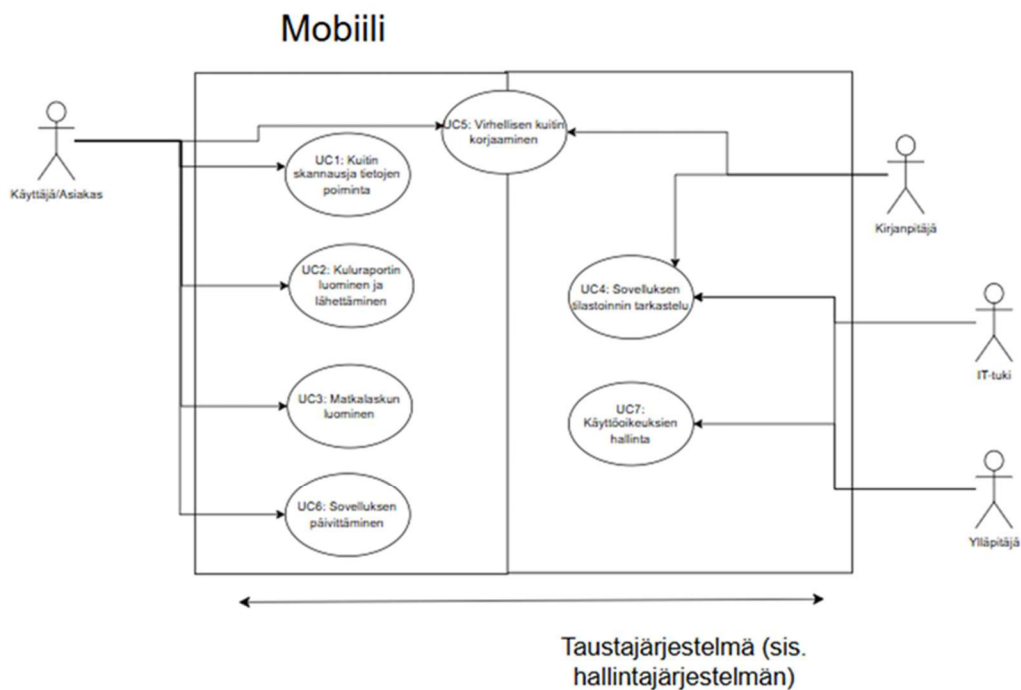 Mobiili
UC5: Virhellisen kuitin
korjaaminen
Käyttäjä/Asiakas
UC1: Kuitin
skannausja tietojen
poiminta
Kirjanpitäjä
UC2: Kuluraportin
luominen ja
lähettäminen
UC4: Sovelluksen
tilastoinnin tarkastelu
IT-tuki
UC3: Matkalaskun
luominen
UC7:
Käyttöoikeuksien
hallinta
UC6: Sovelluksen
päivittäminen
Ylläpitäjä
Taustajärjestelmä (sis.
hallintajärjestelmän)